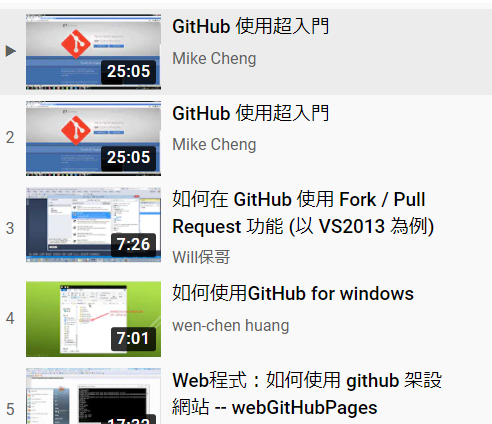 GitHub 使用超入門
Mike Cheng
25:05
2
GitHub 使用超入門
Mike Cheng
25:05
3
如何在 GitHub 使用 Fork / Pull
Request 功能 (以 VS2013 為例)
Will保哥
7:26
4
如何使用GitHub for windows
wen-chen huang
7:01
5
Web程式：如何使用 github 架設
網站 -- webGitHubPages